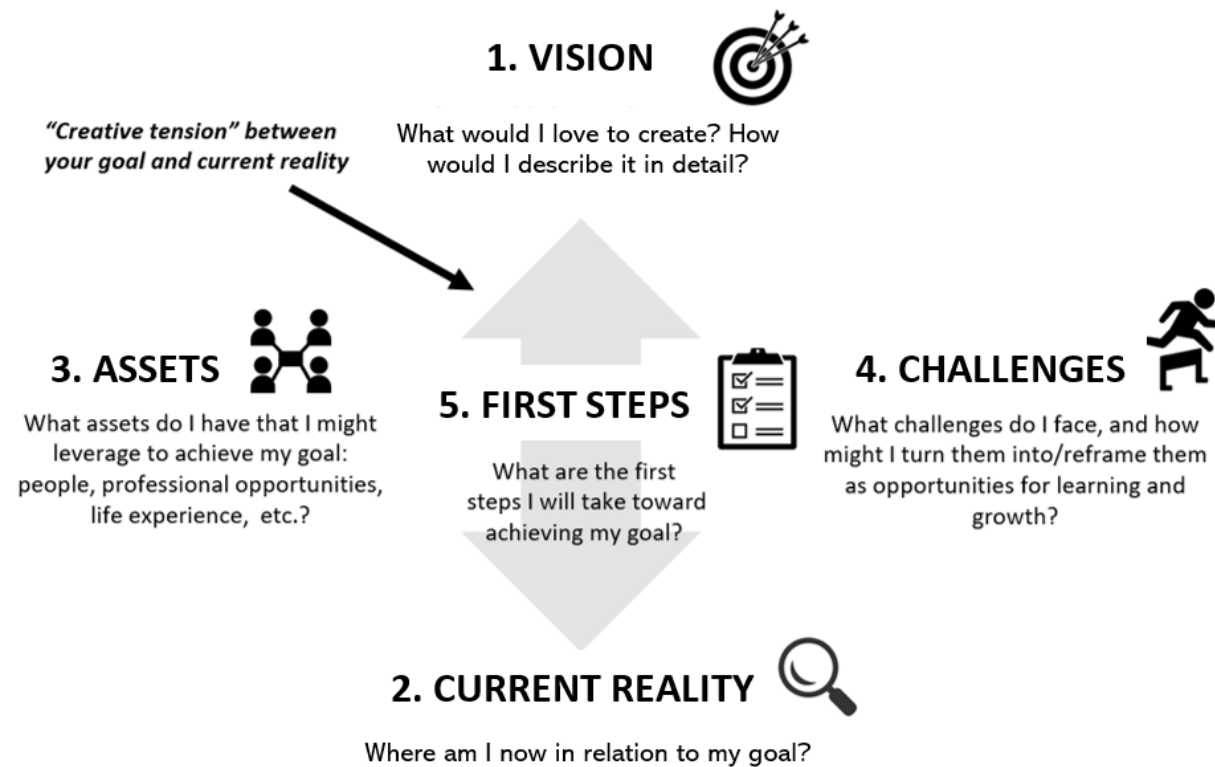 1. VISION
“Creative tension” between
your goal and current reality
What would I love to create? How
would I describe it in detail?
3. ASSETS
What assets do I have that I might
leverage to achieve my goal:
people, professional opportunities,
life experience, etc.?
5. FIRST STEPS
What are the first
steps I will take toward
achieving my goal?
4. CHALLENGES
What challenges do I face, and how
might I turn them into/reframe them
as opportunities for learning and
growth?
2. CURRENT REALITY
Where am I now in relation to my goal?